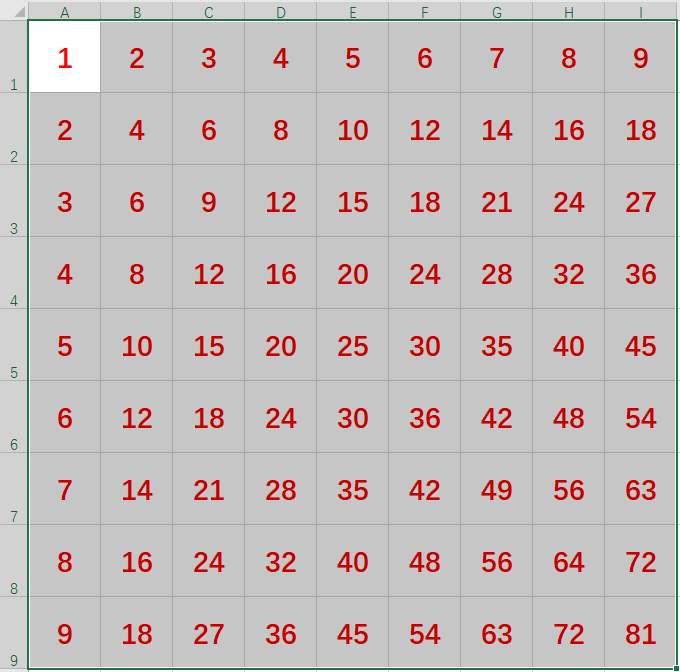 A B C D E F G H I
1 1 2 3 4 5 6 7 8 9
2 2 4 6 8 10 12 14 16 18
3 3 6 9 12 15 18 21 24 27
4 4 8 12 16 20 24 28 32 36
5 5 10 15 20 25 30 35 40 45
6 6 12 18 24 30 36 42 48 54
7 7 14 21 28 35 42 49 56 63
8 8 16 24 32 40 48 56 64 72
9 9 18 27 36 45 54 63 72 81